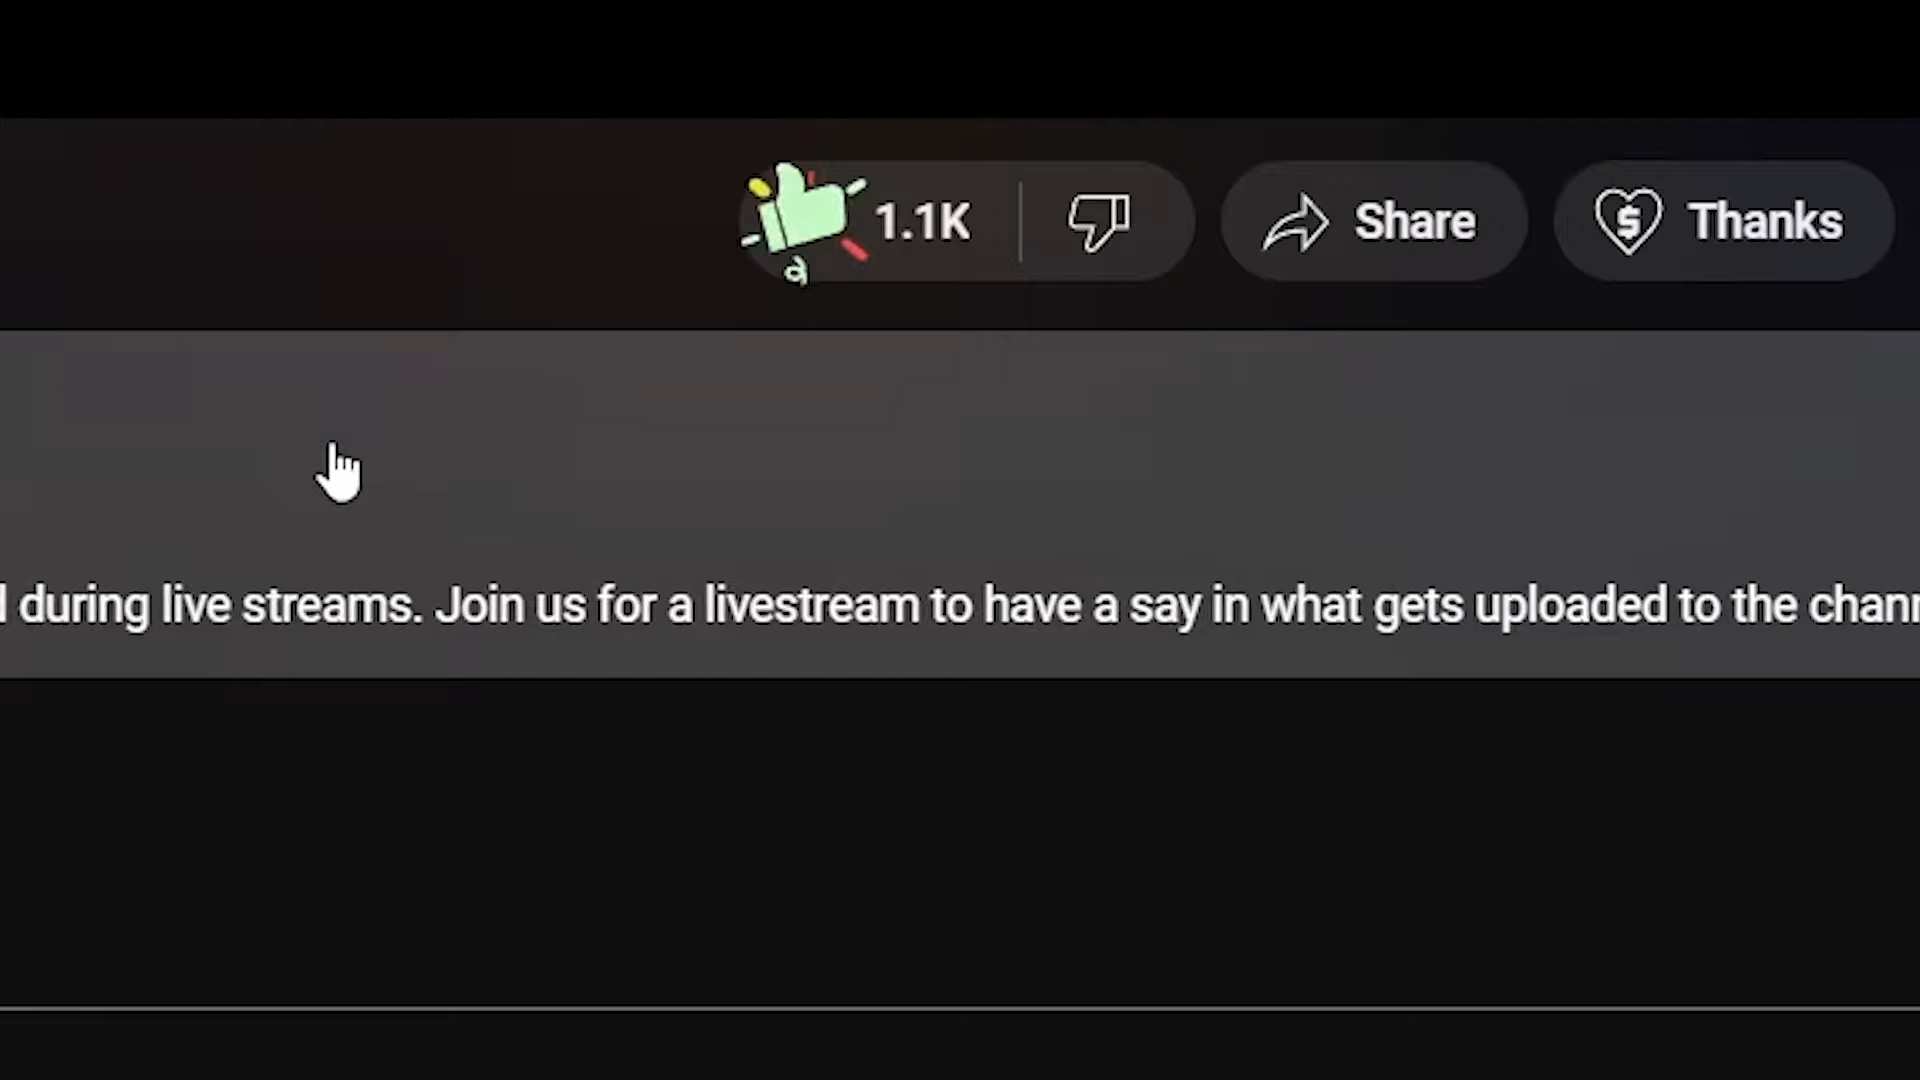 1.1K Share Thanks
during live streams. Join us for a livestream to have a say in what gets uploaded to the